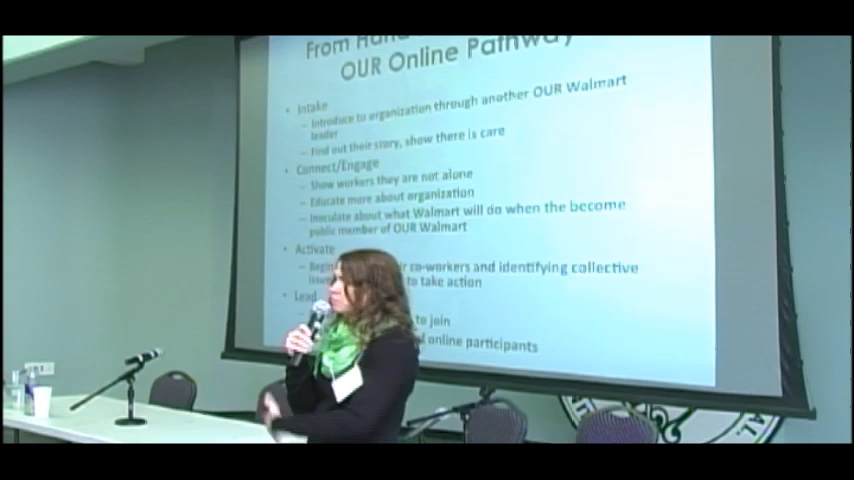 From
OUR Online Pathway
• Intake
– Introduce to organization through another OUR Walmart
leader
– Find out their story, show there is care
• Connect/Engage
– Show workers they are not alone
– Educate more about organization
– Inoculate about what Walmart will do when the become
public member of OUR Walmart
• Activate
– co-workers and identifying collective
to take action
• Lead
to join
online participants
AL.